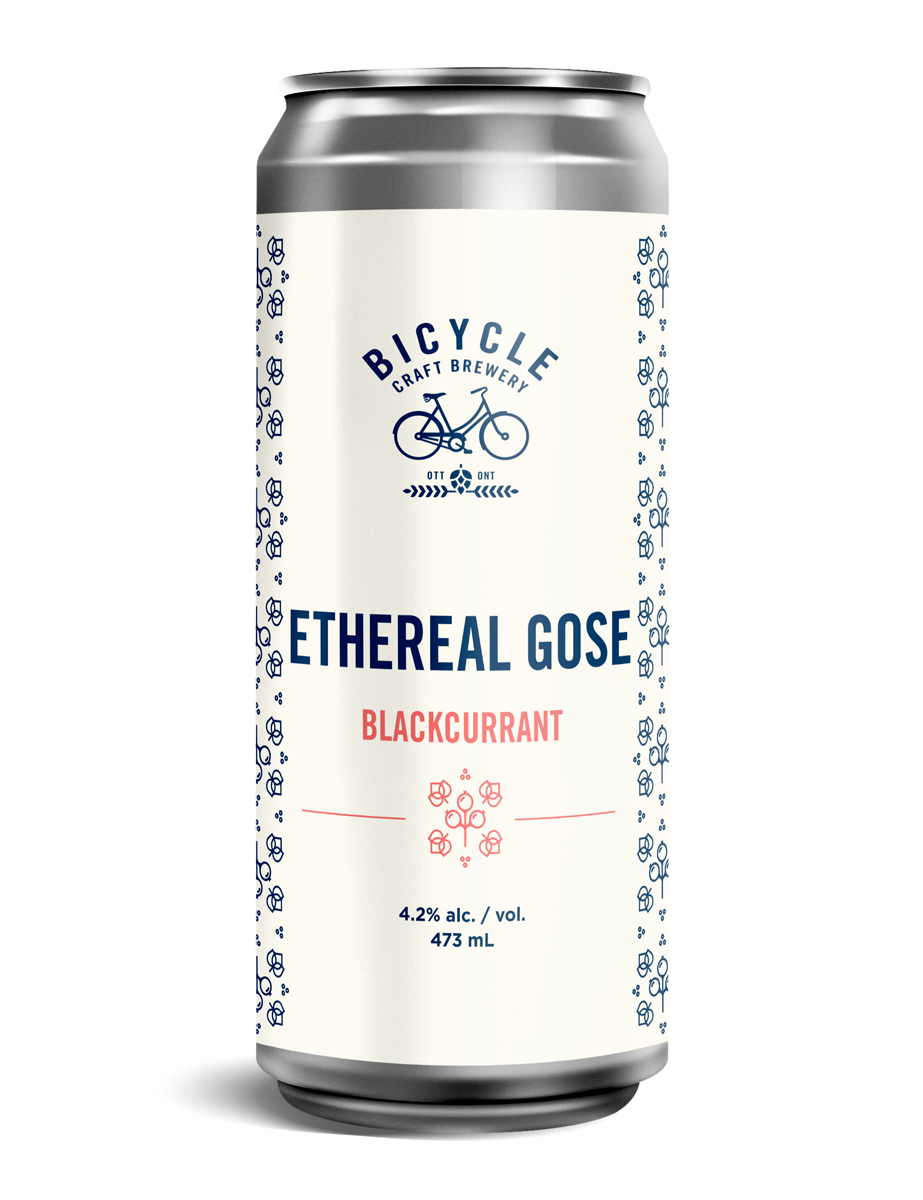 BICYCLE
CRAFT BREWERY
OTT ONT
ETHEREAL GOSE
BLACKCURRANT
4.2% alc. / vol.
473 mL